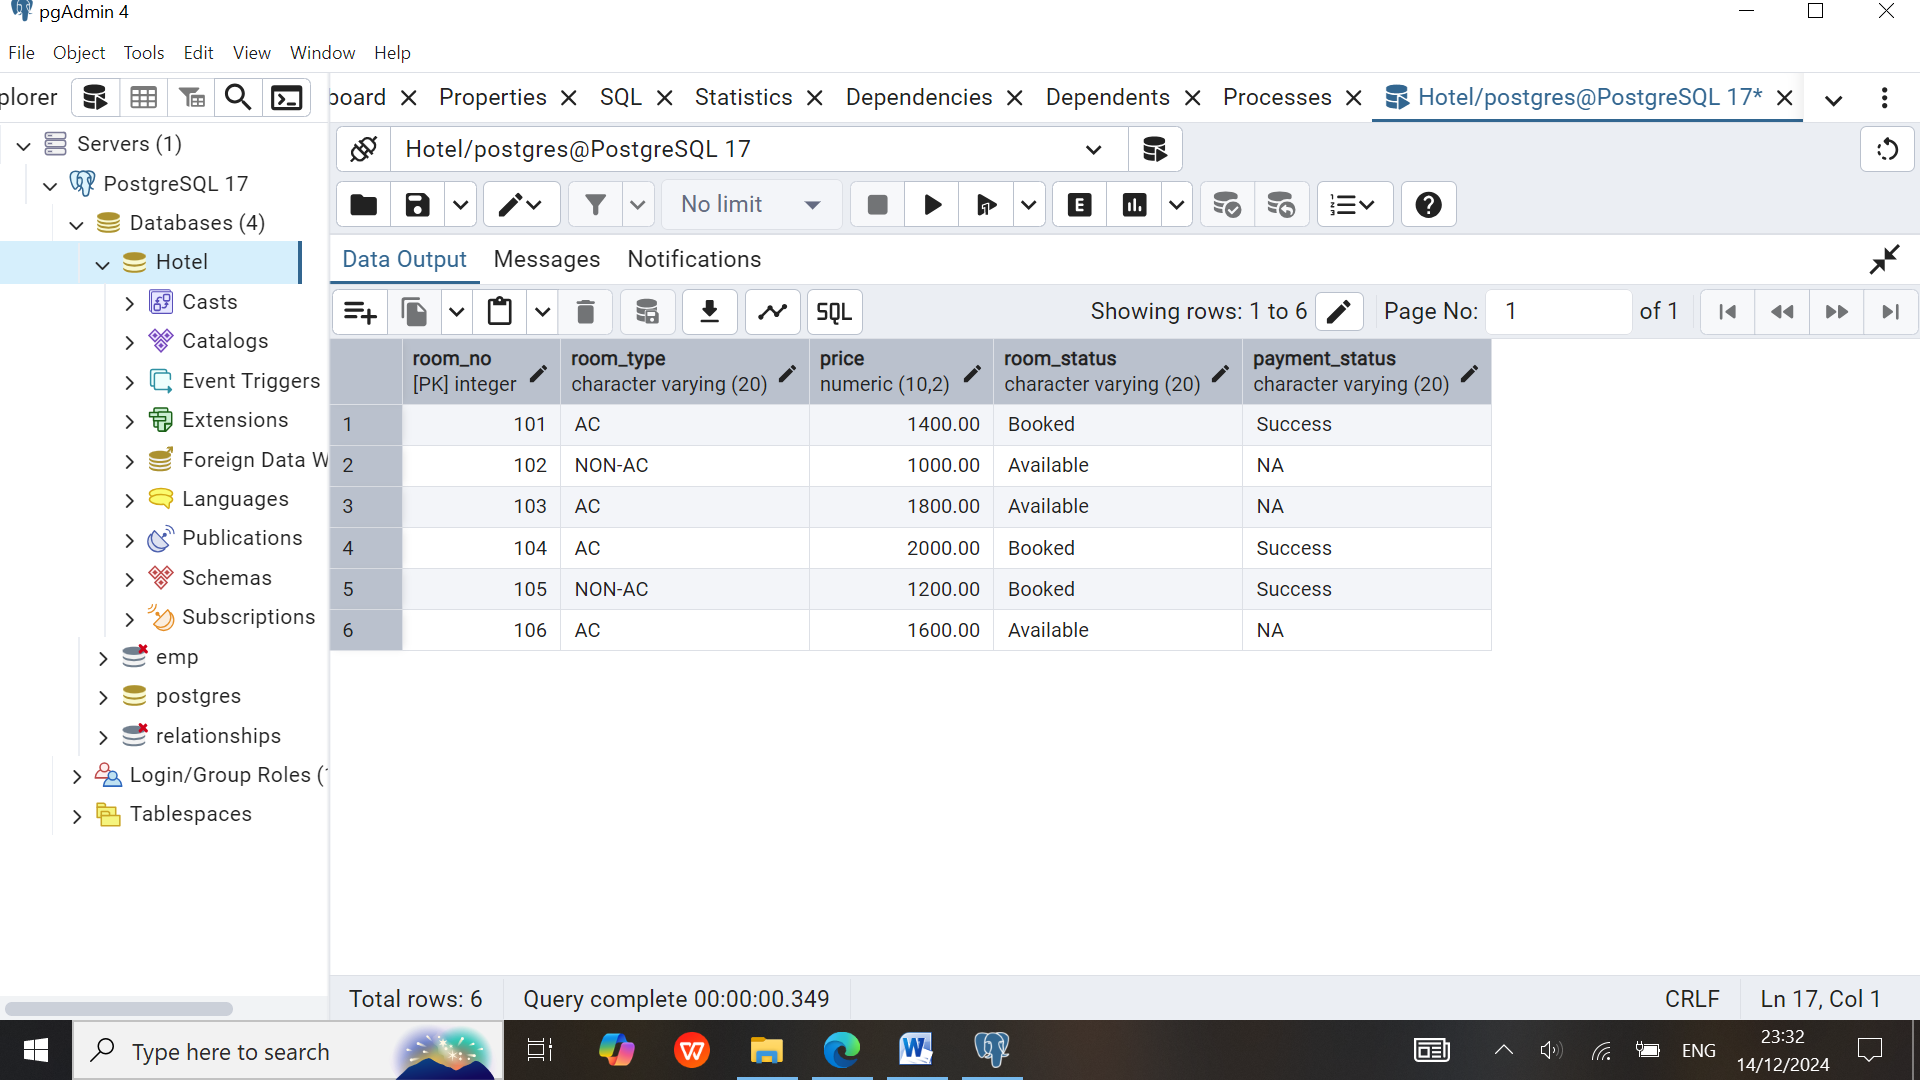 pgAdmin 4
File Object Tools Edit View Window Help
plorer
board Properties SQL Statistics Dependencies Dependents Processes Hotel/postgres@PostgreSQL 17*
Servers (1)
PostgreSQL 17
Databases (4)
Hotel
Casts
Catalogs
Event Triggers
Extensions
Foreign Data W
Languages
Publications
Schemas
Subscriptions
emp
postgres
relationships
Login/Group Roles (
Tablespaces
Hotel/postgres@PostgreSQL 17
No limit
E
Data Output Messages Notifications
SQL
Showing rows: 1 to 6 Page No: 1 of 1
room_no room_type price room_status payment_status
[PK] integer character varying (20) numeric (10,2) character varying (20) character varying (20)
1 101 AC 1400.00 Booked Success
2 102 NON-AC 1000.00 Available NA
3 103 AC 1800.00 Available NA
4 104 AC 2000.00 Booked Success
5 105 NON-AC 1200.00 Booked Success
6 106 AC 1600.00 Available NA
Total rows: 6 Query complete 00:00:00.349 CRLF Ln 17, Col 1
Type here to search
ENG
23:32
14/12/2024